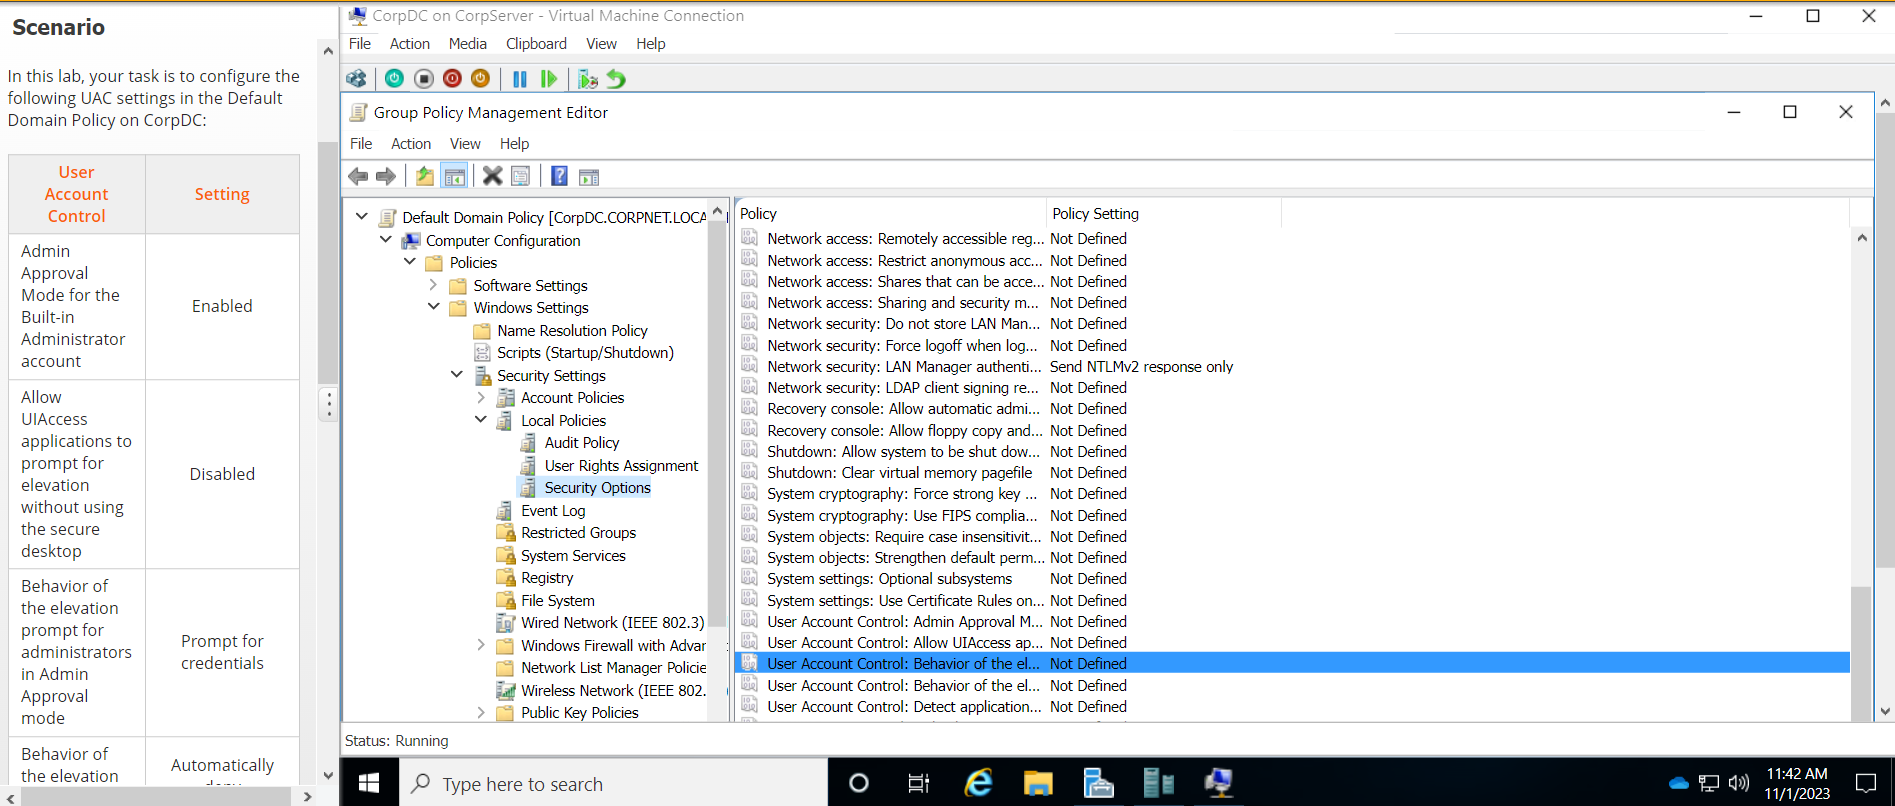 Scenario
In this lab, your task is to configure the
following UAC settings in the Default
Domain Policy on CorpDC:
User
Account
Control
Setting
Admin
Approval
Mode for the
Built-in
Administrator
account
Enabled
Allow
UIAccess
applications to
prompt for
elevation
without using
the secure
desktop
Disabled
Behavior of
the elevation
prompt for
administrators
in Admin
Approval
mode
Prompt for
credentials
Behavior of
the elevation
Automatically
CorpDC on CorpServer - Virtual Machine Connection
File Action Media Clipboard View Help
Group Policy Management Editor
File Action View Help
Default Domain Policy [CorpDC.CORPNET.LOCA
Computer Configuration
Policies
Software Settings
Windows Settings
Name Resolution Policy
Scripts (Startup/Shutdown)
Security Settings
Account Policies
Local Policies
Audit Policy
User Rights Assignment
Security Options
Event Log
Restricted Groups
System Services
Registry
File System
Wired Network (IEEE 802.3)
Windows Firewall with Advan
Network List Manager Policie
Wireless Network (IEEE 802.
Public Key Policies
Policy Policy Setting
Network access: Remotely accessible reg... Not Defined
Network access: Restrict anonymous acc... Not Defined
Network access: Shares that can be acce... Not Defined
Network access: Sharing and security m... Not Defined
Network security: Do not store LAN Man... Not Defined
Network security: Force logoff when log... Not Defined
Network security: LAN Manager authenti... Send NTLMv2 response only
Network security: LDAP client signing re... Not Defined
Recovery console: Allow automatic admi... Not Defined
Recovery console: Allow floppy copy and... Not Defined
Shutdown: Allow system to be shut dow... Not Defined
Shutdown: Clear virtual memory pagefile Not Defined
System cryptography: Force strong key ... Not Defined
System cryptography: Use FIPS complia... Not Defined
System objects: Require case insensitivit... Not Defined
System objects: Strengthen default perm... Not Defined
System settings: Optional subsystems Not Defined
System settings: Use Certificate Rules on... Not Defined
User Account Control: Admin Approval M... Not Defined
User Account Control: Allow UIAccess ap... Not Defined
User Account Control: Behavior of the el... Not Defined
User Account Control: Behavior of the el... Not Defined
User Account Control: Detect application... Not Defined
Status: Running
Type here to search
11:42 AM
11/1/2023